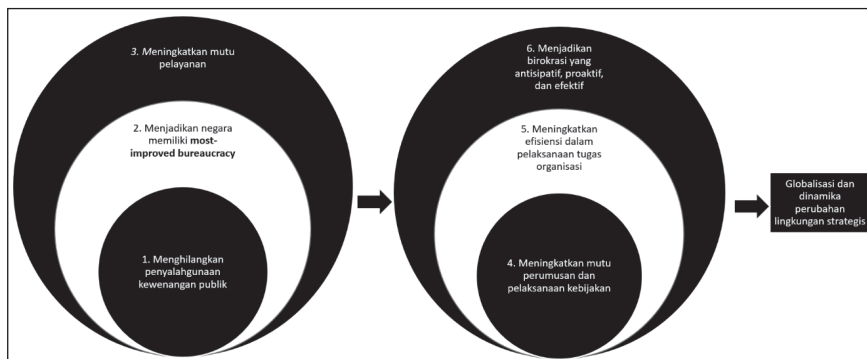 3. Meningkatkan mutu
pelayanan
2. Menjadikan negara
memiliki most-
improved bureaucracy
1. Menghilangkan
penyalahgunaan
kewenangan publik
6. Menjadikan
birokrasi yang
antisipatif, proaktif,
dan efektif
5. Meningkatkan
efisiensi dalam
pelaksanaan tugas
organisasi
4. Meningkatkan mutu
perumusan dan
pelaksanaan kebijakan
Globalisasi dan
dinamika
perubahan
lingkungan strategis